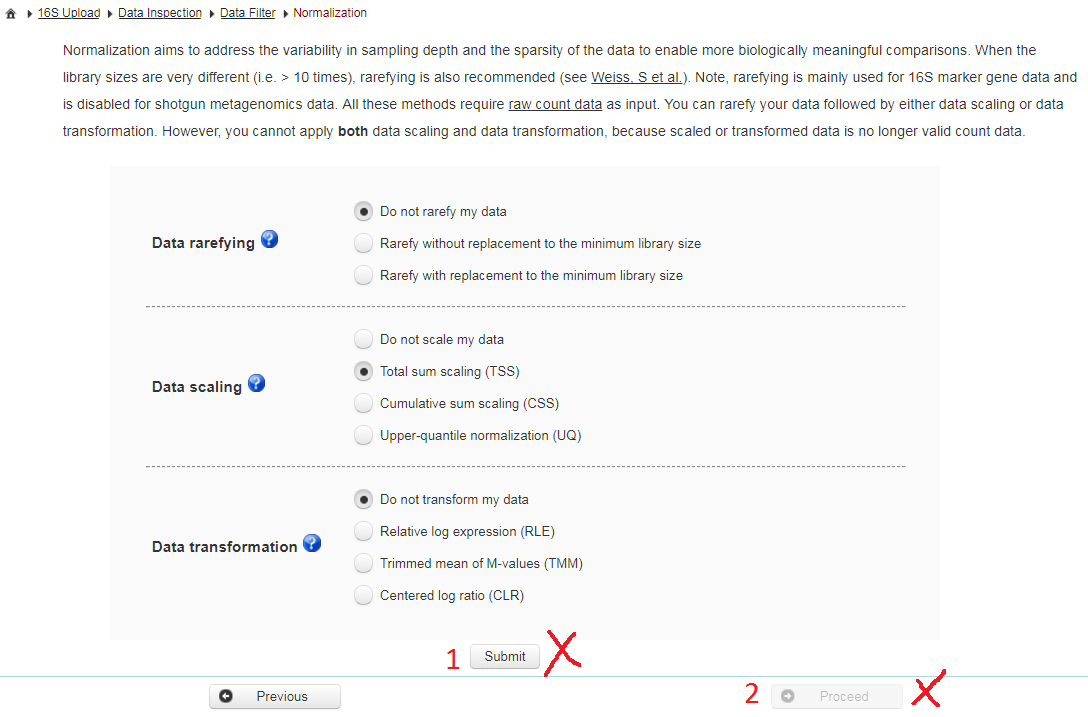 16S Upload Data Inspection Data Filter Normalization
Normalization aims to address the variability in sampling depth and the sparsity of the data to enable more biologically meaningful comparisons. When the
library sizes are very different (i.e. > 10 times), rarefying is also recommended (see Weiss, S et al.). Note, rarefying is mainly used for 16S marker gene data and
is disabled for shotgun metagenomics data. All these methods require raw count data as input. You can rarefy your data followed by either data scaling or data
transformation. However, you cannot apply both data scaling and data transformation, because scaled or transformed data is no longer valid count data.
Data rarefying ?
Do not rarefy my data
Rarefy without replacement to the minimum library size
Rarefy with replacement to the minimum library size
Data scaling ?
Do not scale my data
Total sum scaling (TSS)
Cumulative sum scaling (CSS)
Upper-quantile normalization (UQ)
Data transformation ?
Do not transform my data
Relative log expression (RLE)
Trimmed mean of M-values (TMM)
Centered log ratio (CLR)
1 Submit X
Previous
2 Proceed X